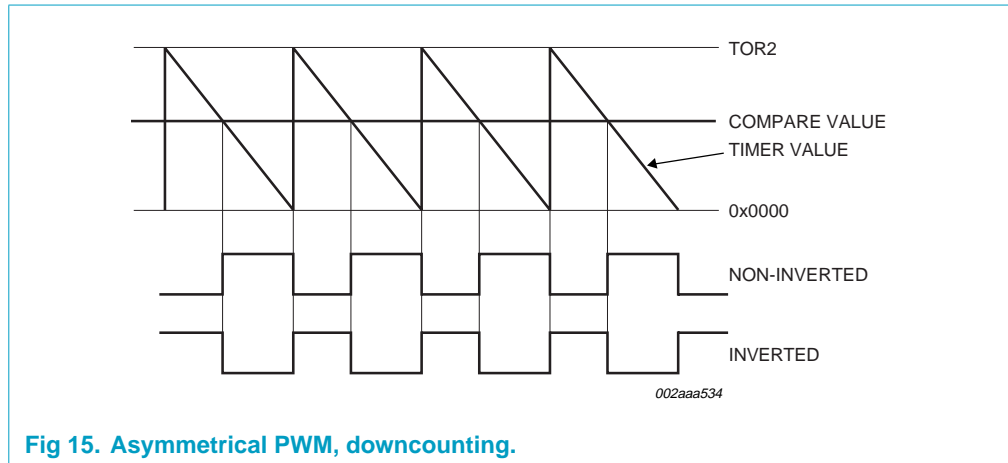 TOR2
COMPARE VALUE
TIMER VALUE
0x0000
NON-INVERTED
INVERTED
002aaa534
Fig 15. Asymmetrical PWM, downcounting.